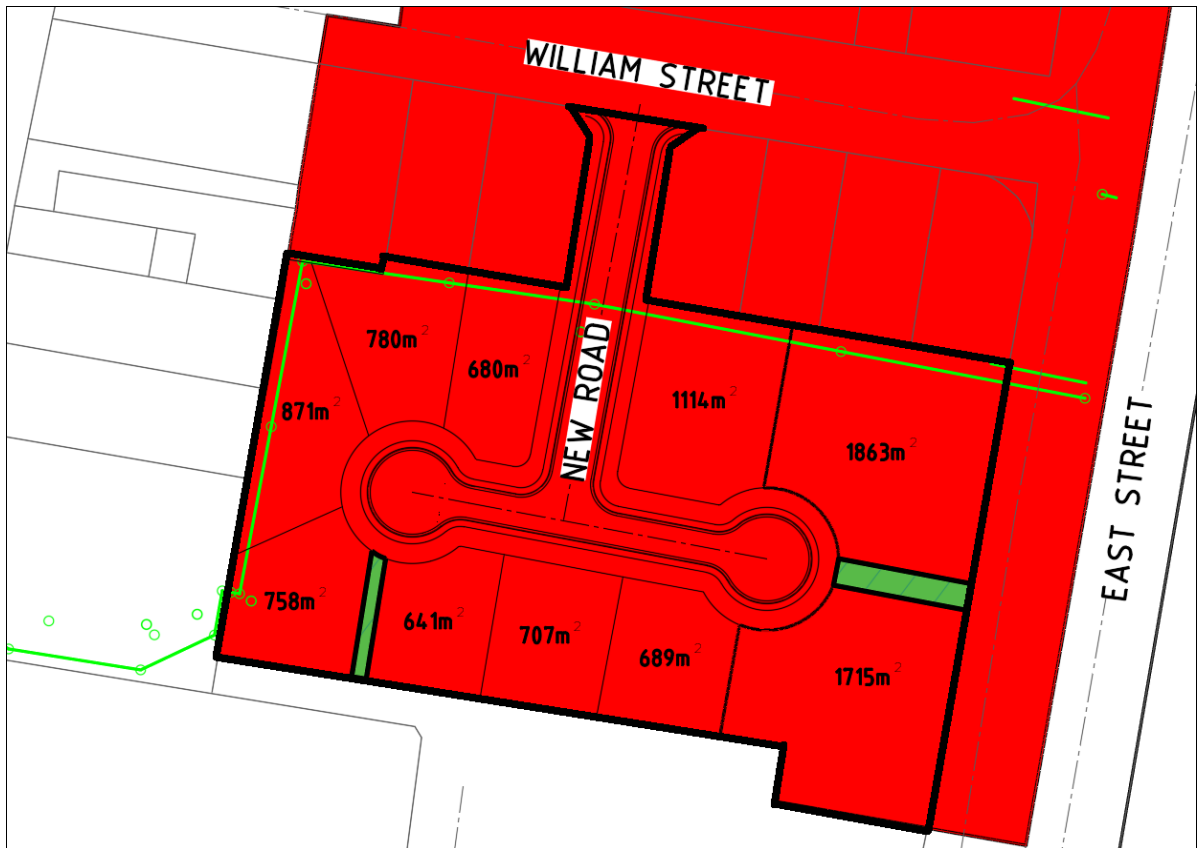 WILLIAM STREET
780m²
680m²
NEW ROAD
1114m²
871m²
1863m²
EAST STREET
758m²
641m²
707m²
689m²
1715m²